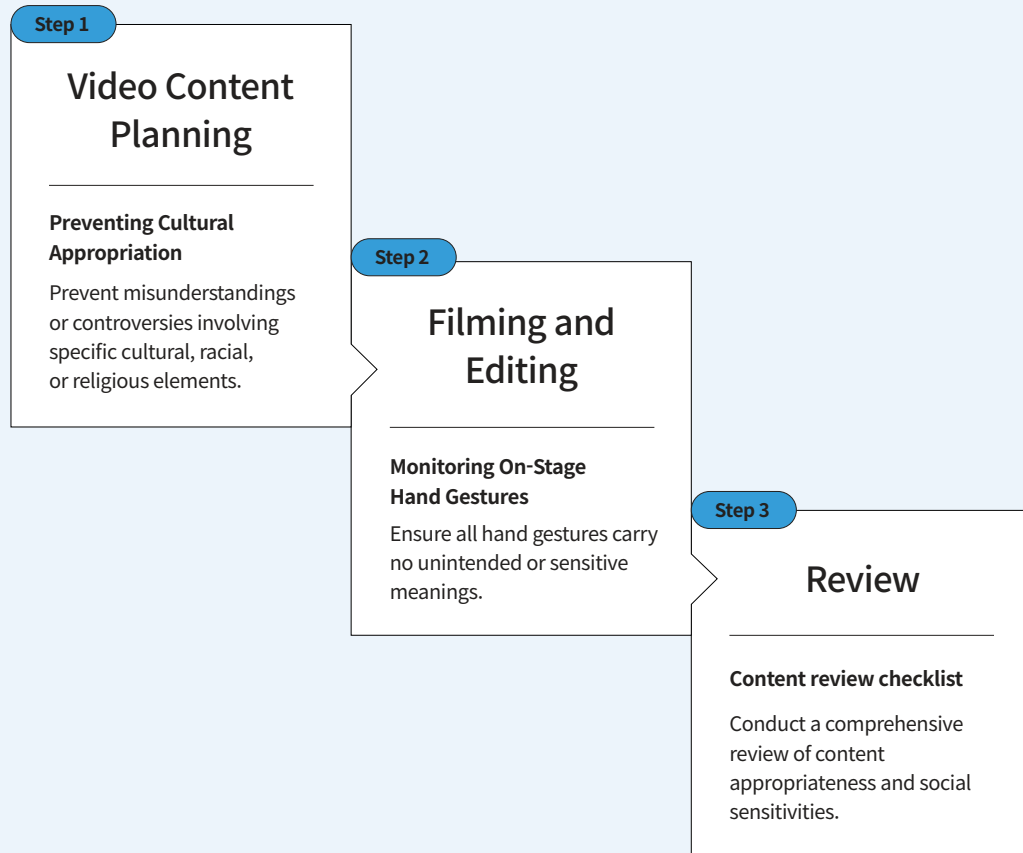 Step 1
Video Content
Planning
Preventing Cultural
Appropriation
Prevent misunderstandings
or controversies involving
specific cultural, racial,
or religious elements.
Step 2
Filming and
Editing
Monitoring On-Stage
Hand Gestures
Ensure all hand gestures carry
no unintended or sensitive
meanings.
Step 3
Review
Content review checklist
Conduct a comprehensive
review of content
appropriateness and social
sensitivities.